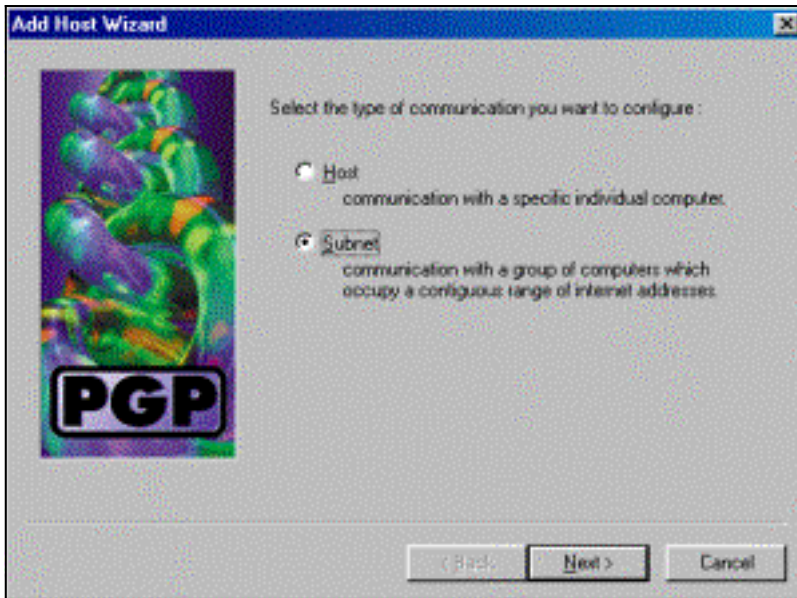 Add Host Wizard
Select the type of communication you want to configure :
Host
communication with a specific individual computer.
Subnet
communication with a group of computers which
occupy a contiguous range of internet addresses.
PGP
< Back
Next >
Cancel